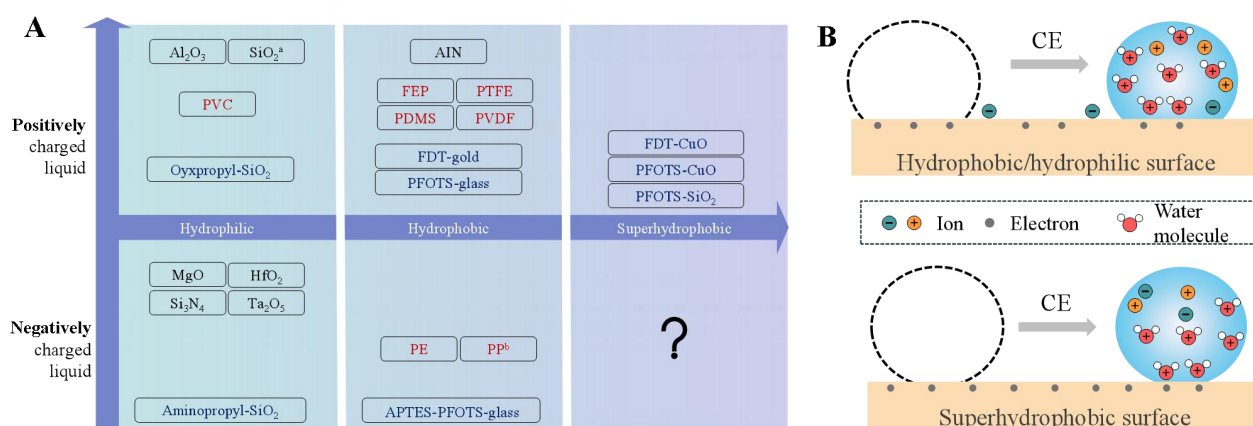 A
Positively
charged
liquid
Al₂O₃ SiO₂ᵃ
PVC
Oyxpropyl-SiO₂
AlN
FEP PTFE
PDMS PVDF
FDT-gold
PFOTS-glass
FDT-CuO
PFOTS-CuO
PFOTS-SiO₂
Hydrophilic Hydrophobic Superhydrophobic
Negatively
charged
liquid
MgO HfO₂
Si₃N₄ Ta₂O₅
Aminopropyl-SiO₂
PE PPᵇ
APTES-PFOTS-glass
?
B
CE
Hydrophobic/hydrophilic surface
Ion Electron Water
molecule
CE
Superhydrophobic surface